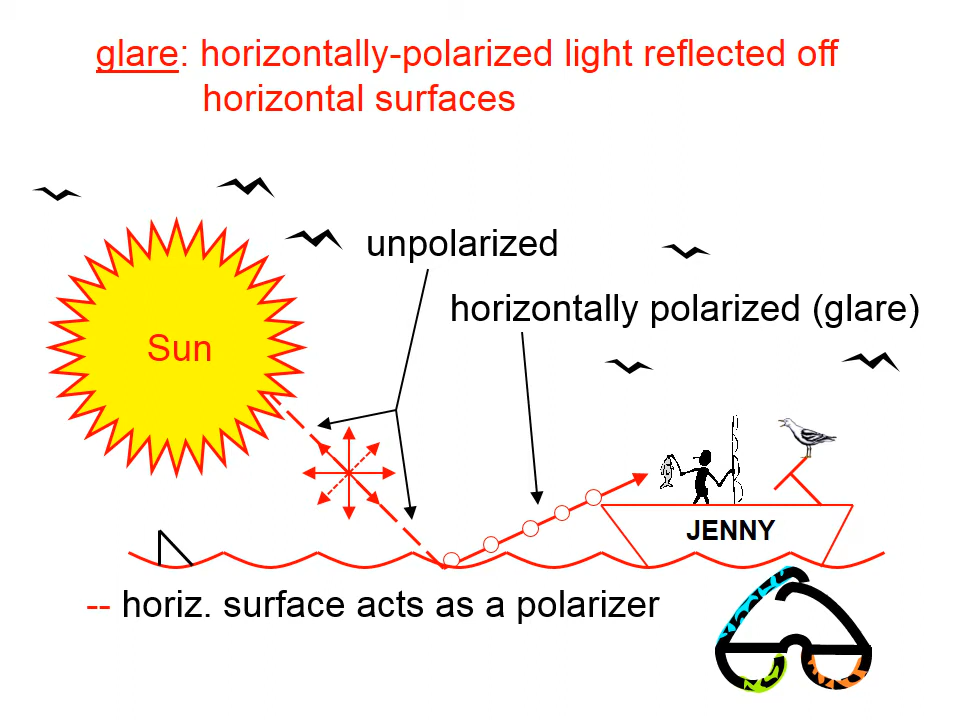 glare: horizontally-polarized light reflected off
horizontal surfaces
unpolarized
horizontally polarized (glare)
Sun
JENNY
-- horiz. surface acts as a polarizer